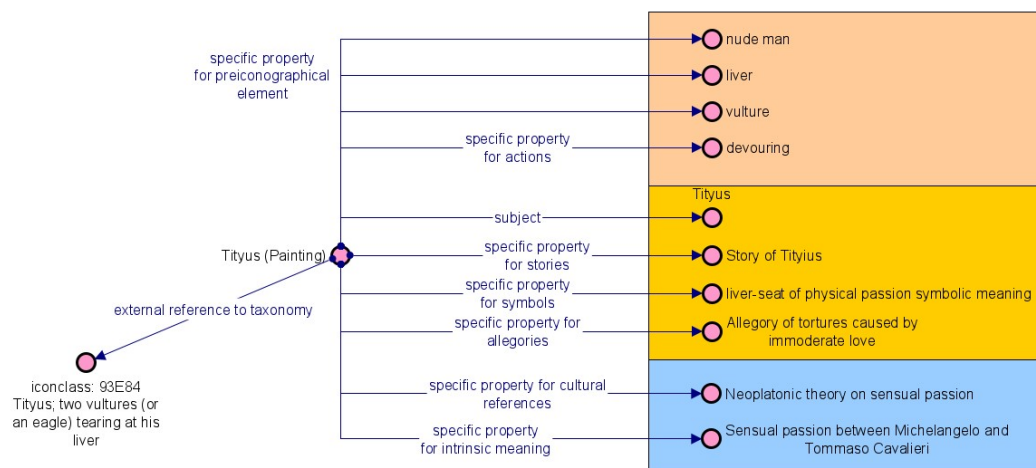 nude man
specific property
for preiconographical
element
liver
vulture
specific property
for actions
devouring
Tityus
subject
Tityus (Painting)
specific property
for stories
Story of Tityius
specific property
for symbols
liver-seat of physical passion symbolic meaning
external reference to taxonomy
specific property for
allegories
Allegory of tortures caused by
immoderate love
iconclass: 93E84
Tityus; two vultures (or
an eagle) tearing at his
liver
specific property for cultural
references
Neoplatonic theory on sensual passion
specific property
for intrinsic meaning
Sensual passion between Michelangelo and
Tommaso Cavalieri